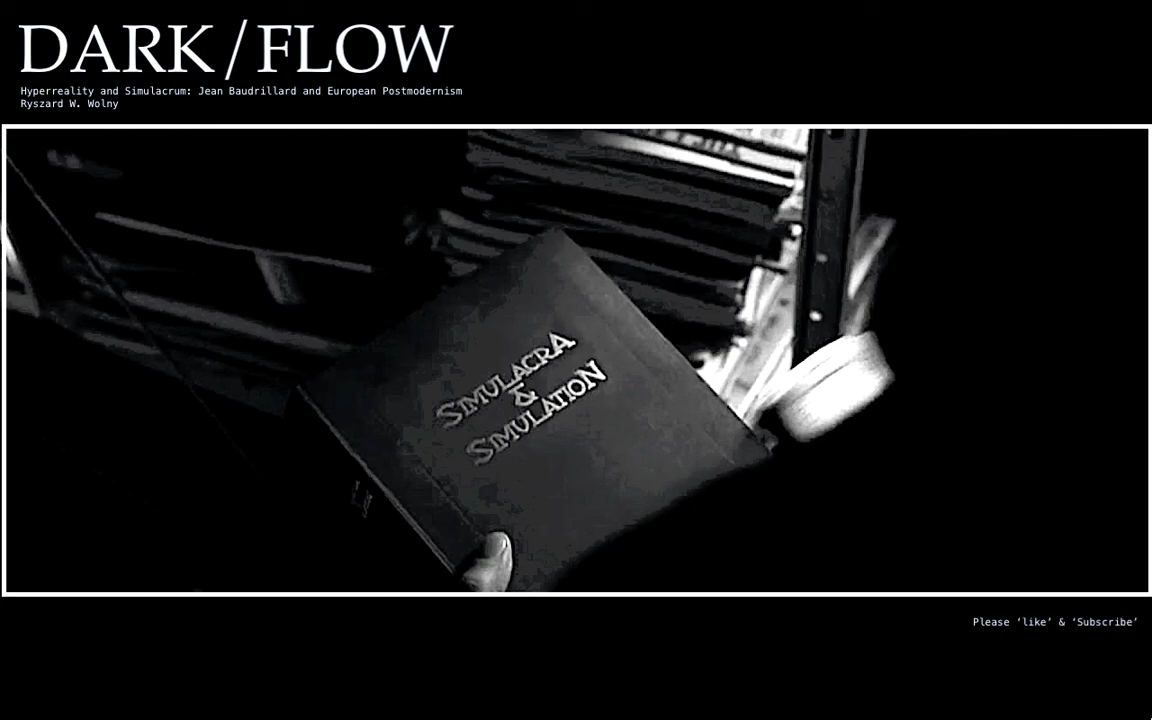 DARK/FLOW
Hyperreality and Simulacrum: Jean Baudrillard and European Postmodernism
Ryszard W. Wolny
SIMULACRA
&
SIMULATION
Please ‘like’ & ‘Subscribe’